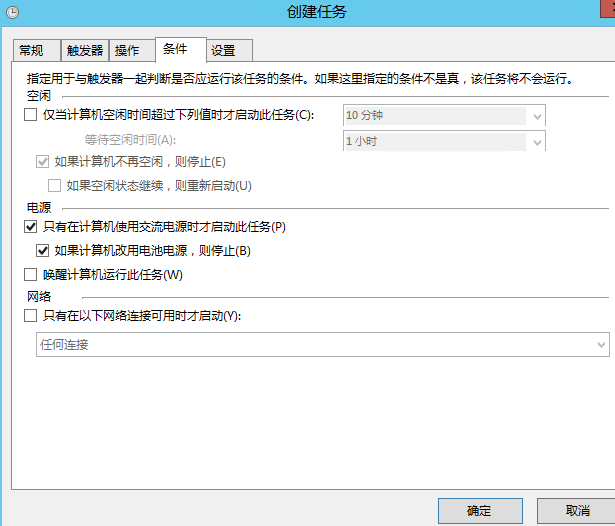 创建任务
常规 触发器 操作 条件 设置
指定用于与触发器一起判断是否应运行该任务的条件。如果这里指定的条件不是真，该任务将不会运行。
空闲
仅当计算机空闲时间超过下列值时才启动此任务(C): 10 分钟
等待空闲时间(A): 1 小时
如果计算机不再空闲，则停止(E)
如果空闲状态继续，则重新启动(U)
电源
只有在计算机使用交流电源时才启动此任务(P)
如果计算机改用电池电源，则停止(B)
唤醒计算机运行此任务(W)
网络
只有在以下网络连接可用时才启动(Y):
任何连接
确定 取消